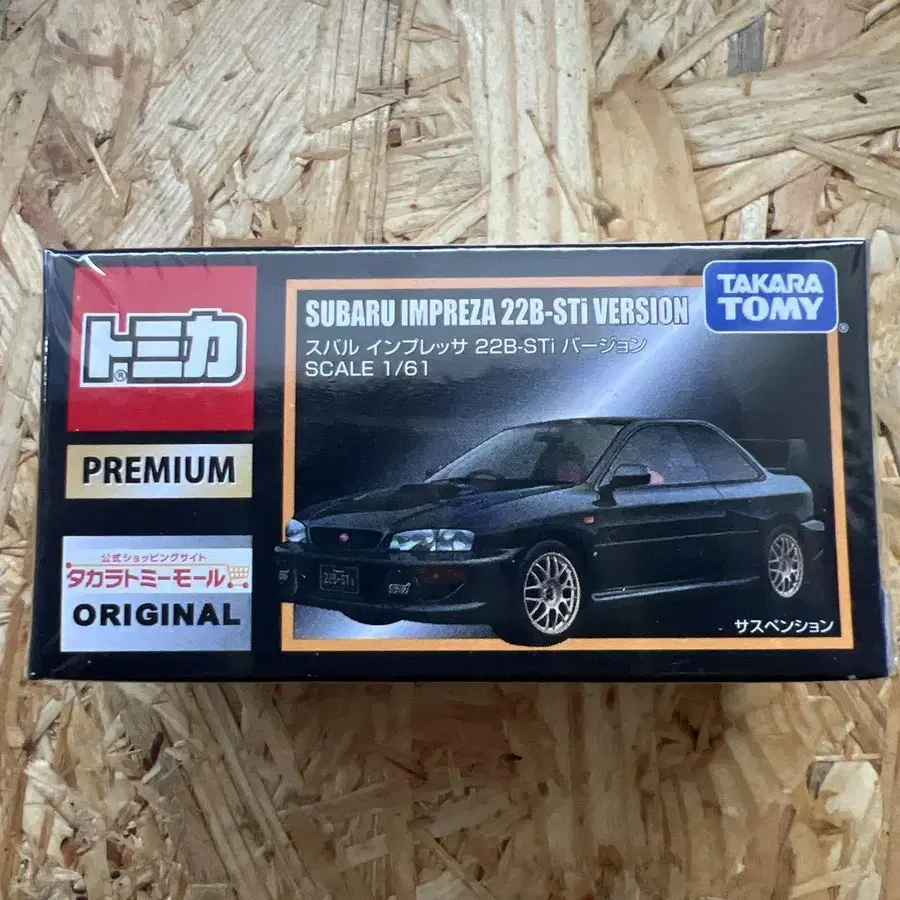 トミカ
®
PREMIUM
公式ショッピングサイト
タカラトミーモール
ORIGINAL
SUBARU IMPREZA 22B-STi VERSION
スバル インプレッサ 22B-STi バージョン
SCALE 1/61
TAKARA
TOMY
®
22B-STi
サスペンション